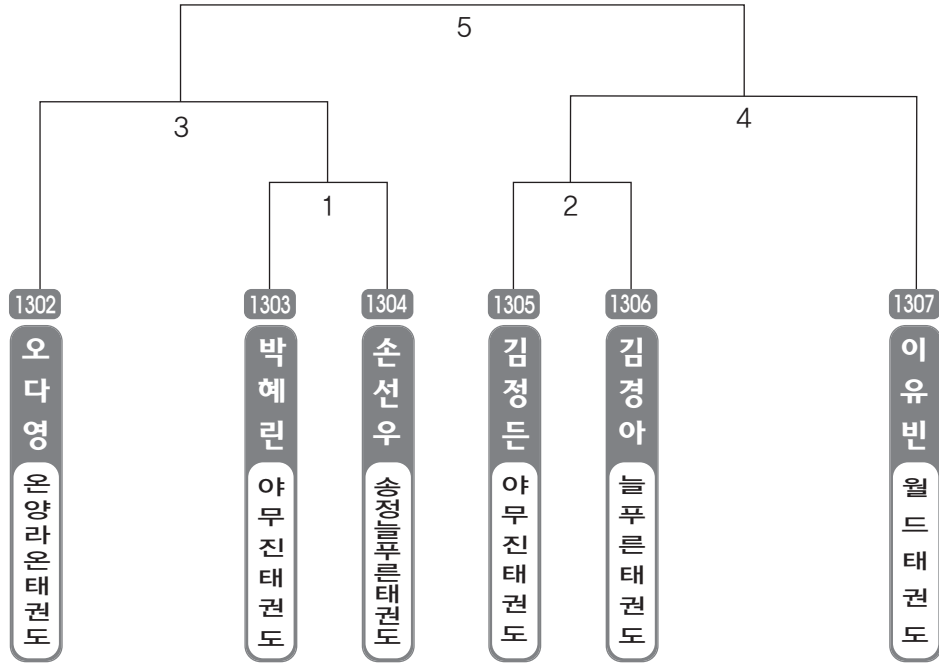 5
3
4
1
2
1302
오다영
온양라온태권도
1303
박혜린
야무진태권도
1304
손선우
송정늘푸른태권도
1305
김정든
야무진태권도
1306
김경아
늘푸른태권도
1307
이유빈
월드태권도